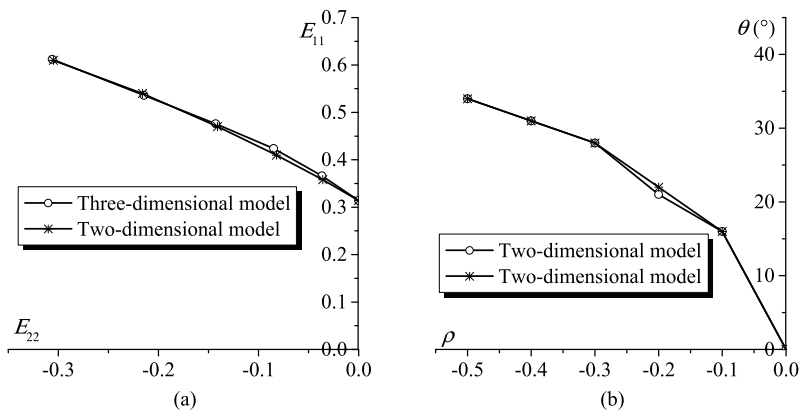 E11
0.7
0.6
0.5
0.4
0.3
0.2
0.1
0.0
Three-dimensional model
Two-dimensional model
E22
-0.3 -0.2 -0.1 0.0
(a)
θ (°)
40
30
20
10
0
Two-dimensional model
Two-dimensional model
ρ
-0.5 -0.4 -0.3 -0.2 -0.1 0.0
(b)